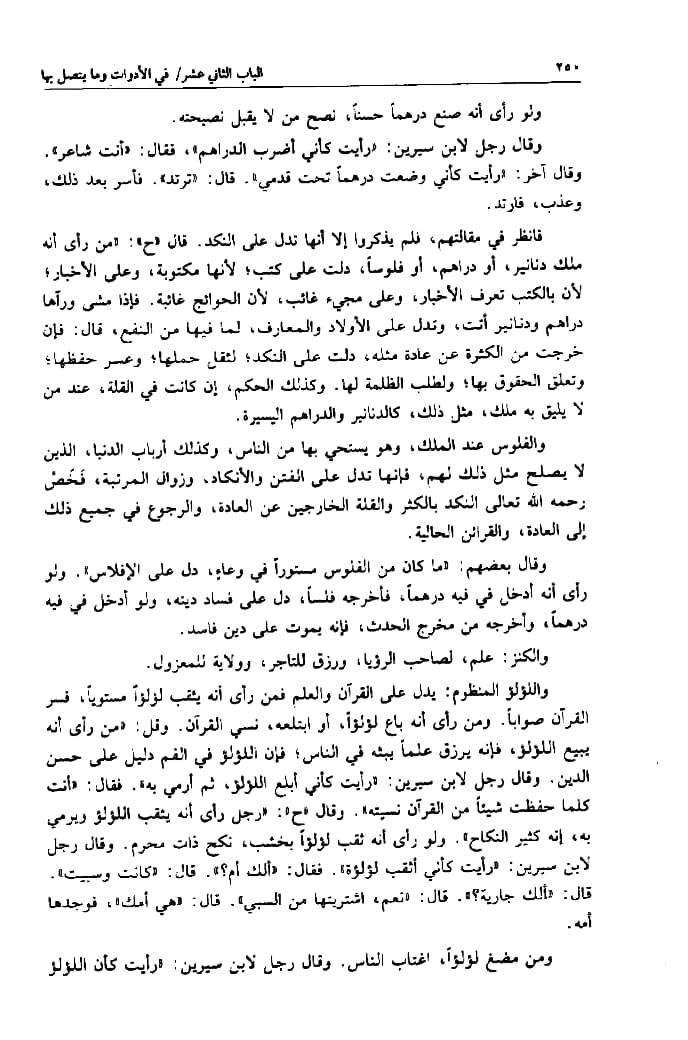 ٢٥٠ الباب الثاني عشر/ في الأدوات وما يتصل بها
ولو رأى أنه صنع درهماً حسناً، نصح من لا يقبل نصيحته.
وقال رجل لابن سيرين: «رأيت كأني أضرب الدراهم»، فقال: «أنت شاعر».
وقال آخر: «رأيت كأني وضعت درهماً تحت قدمي». قال: «ترتد». فأسر بعد ذلك،
وعذب، فارتد.
فانظر في مقالتهم، فلم يذكروا إلا أنها تدل على النكد. قال «ح»: «من رأى أنه
ملك دنانير، أو دراهم، أو فلوساً، دلت على كتب؛ لأنها مكتوبة، وعلى الأخبار؛
لأن بالكتب تعرف الأخبار، وعلى مجيء غائب، لأن الحوائج غائبة. فإذا مشى ورآها
دراهم ودنانير أتت، وتدل على الأولاد والمعارف، لما فيها من النفع، قال: فإن
خرجت من الكثرة عن عادة مثله، دلت على النكد؛ لثقل حملها؛ وعسر حفظها؛
وتعلق الحقوق بها؛ ولطلب الظلمة لها. وكذلك الحكم، إن كانت في القلة، عند من
لا يليق به ملك، مثل ذلك، كالدنانير والدراهم اليسيرة.
والفلوس عند الملك، وهو يستحي بها من الناس، وكذلك أرباب الدنيا، الذين
لا يصلح مثل ذلك لهم، فإنها تدل على الفتن والأنكاد، وزوال المرتبة، فَخَصَّ
رحمه الله تعالى النكد بالكثر والقلة الخارجين عن العادة، والرجوع في جميع ذلك
إلى العادة، والقرائن الحالية.
وقال بعضهم: «ما كان من الفلوس مستوراً في وعاء، دل على الإفلاس». ولو
رأى أنه أدخل في فيه درهماً، فأخرجه فلساً، دل على فساد دينه، ولو أدخل في فيه
درهماً، وأخرجه من مخرج الحدث، فإنه يموت على دين فاسد.
والكنز: علم، لصاحب الرؤيا، ورزق للتاجر، وولاية للمعزول.
واللؤلؤ المنظوم: يدل على القرآن والعلم فمن رأى أنه يثقب لؤلؤاً مستوياً، فسر
القرآن صواباً. ومن رأى أنه باع لؤلؤاً، أو ابتلعه، نسي القرآن. وقل: «من رأى أنه
يبيع اللؤلؤ، فإنه يرزق علماً يبثه في الناس؛ فإن اللؤلؤ في الفم دليل على حسن
الدين. وقال رجل لابن سيرين: «رأيت كأني أبلع اللؤلؤ، ثم أرمي به». فقال: «أنت
كلما حفظت شيئاً من القرآن نسيته». وقال «ح»: «رجل رأى أنه يثقب اللؤلؤ ويرمي
به، إنه كثير النكاح». ولو رأى أنه ثقب لؤلؤاً بخشب، نكح ذات محرم. وقال رجل
لابن سيرين: «رأيت كأني أثقب لؤلؤة». فقال: «ألك أم؟». قال: «كانت وسبيت».
قال: «ألك جارية؟». قال: «نعم، اشتريتها من السبي». قال: «هي أمك»، فوجدها
أمه.
ومن مضغ لؤلؤاً، اغتاب الناس. وقال رجل لابن سيرين: «رأيت كأن اللؤلؤ